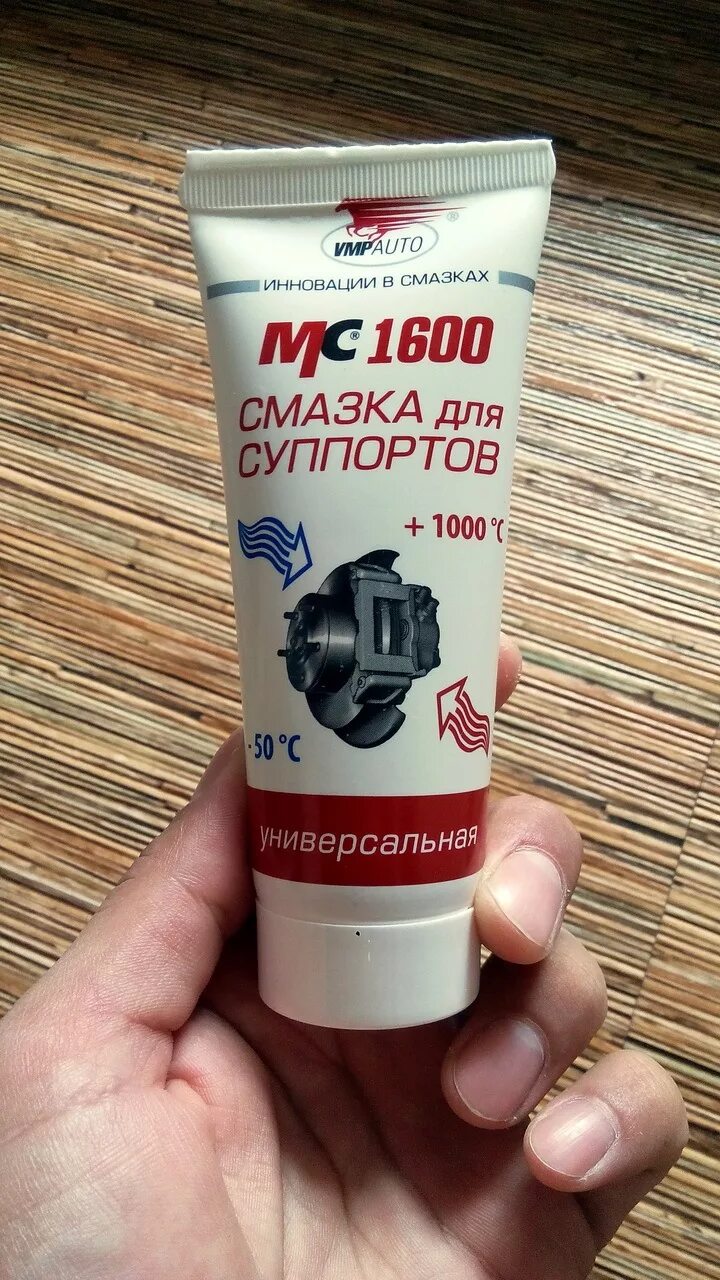 VMPAUTO ®
ИННОВАЦИИ В СМАЗКАХ
МС® 1600
СМАЗКА для
СУППОРТОВ
+ 1000 °C
- 50 °C
универсальная